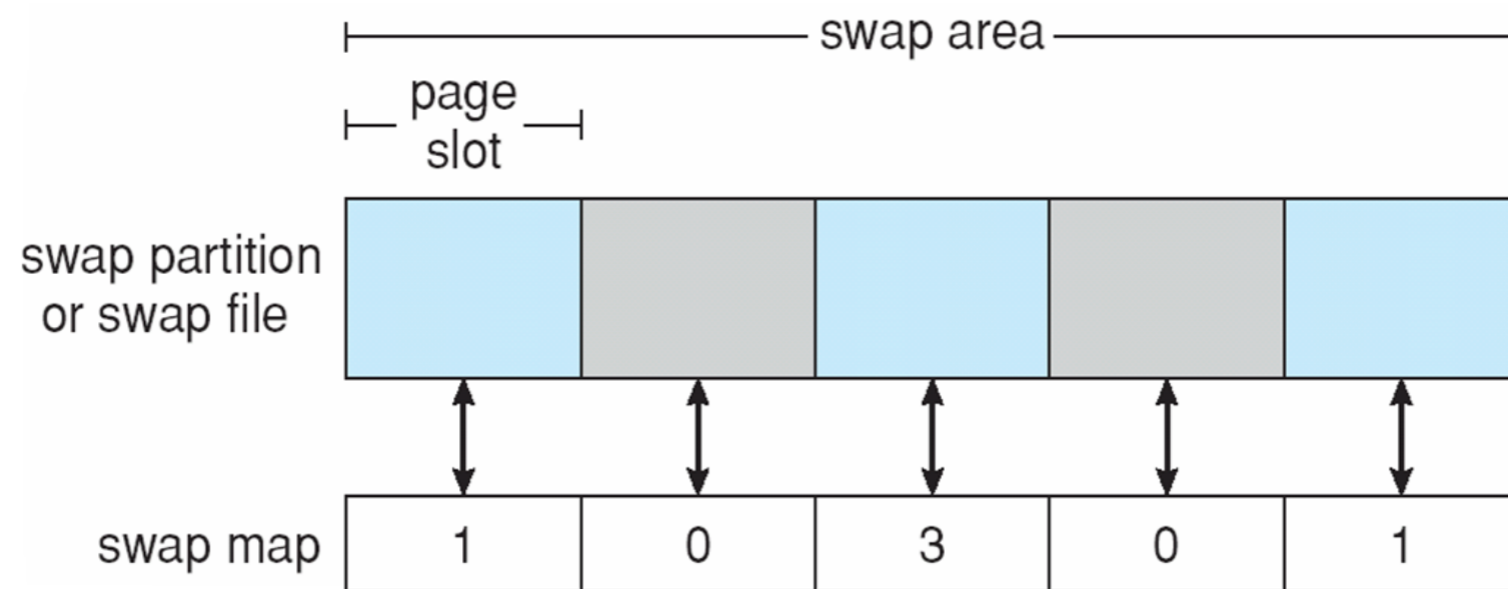 swap area
page
slot
swap partition
or swap file
swap map 1 0 3 0 1